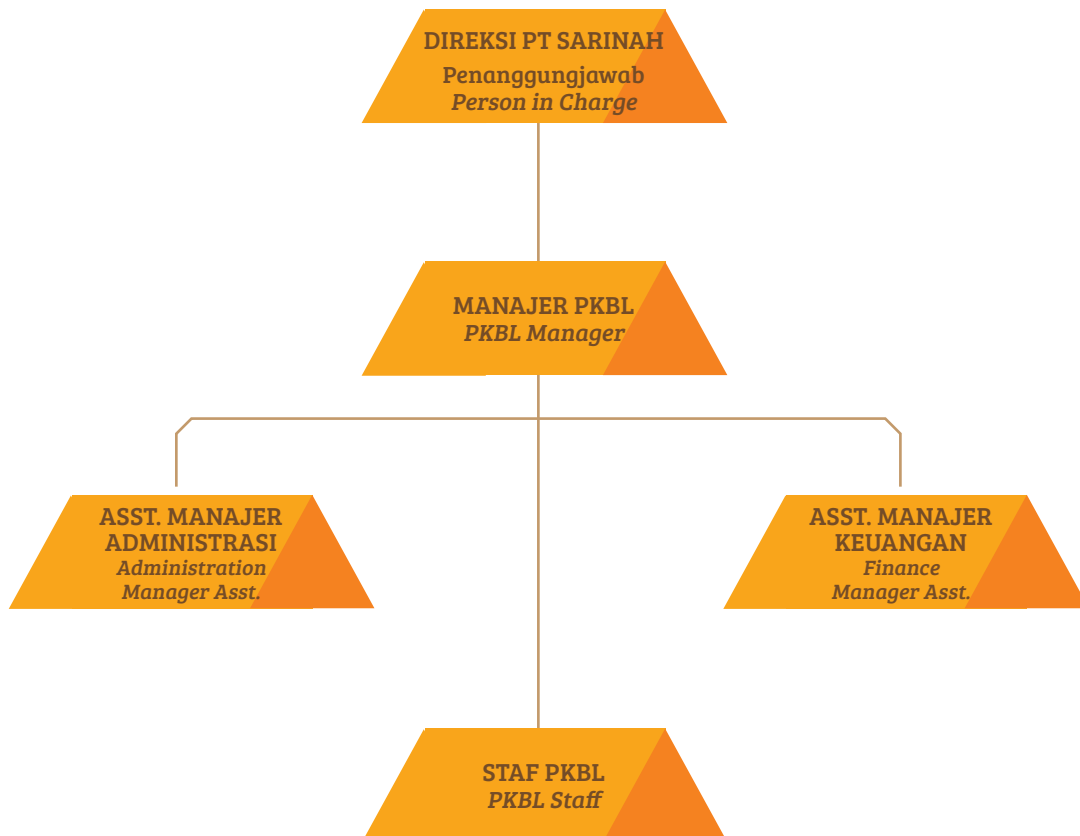 DIREKSI PT SARINAH
Penanggungjawab
Person in Charge
MANAJER PKBL
PKBL Manager
ASST. MANAJER
ADMINISTRASI
Administration
Manager Asst.
ASST. MANAJER
KEUANGAN
Finance
Manager Asst.
STAF PKBL
PKBL Staff